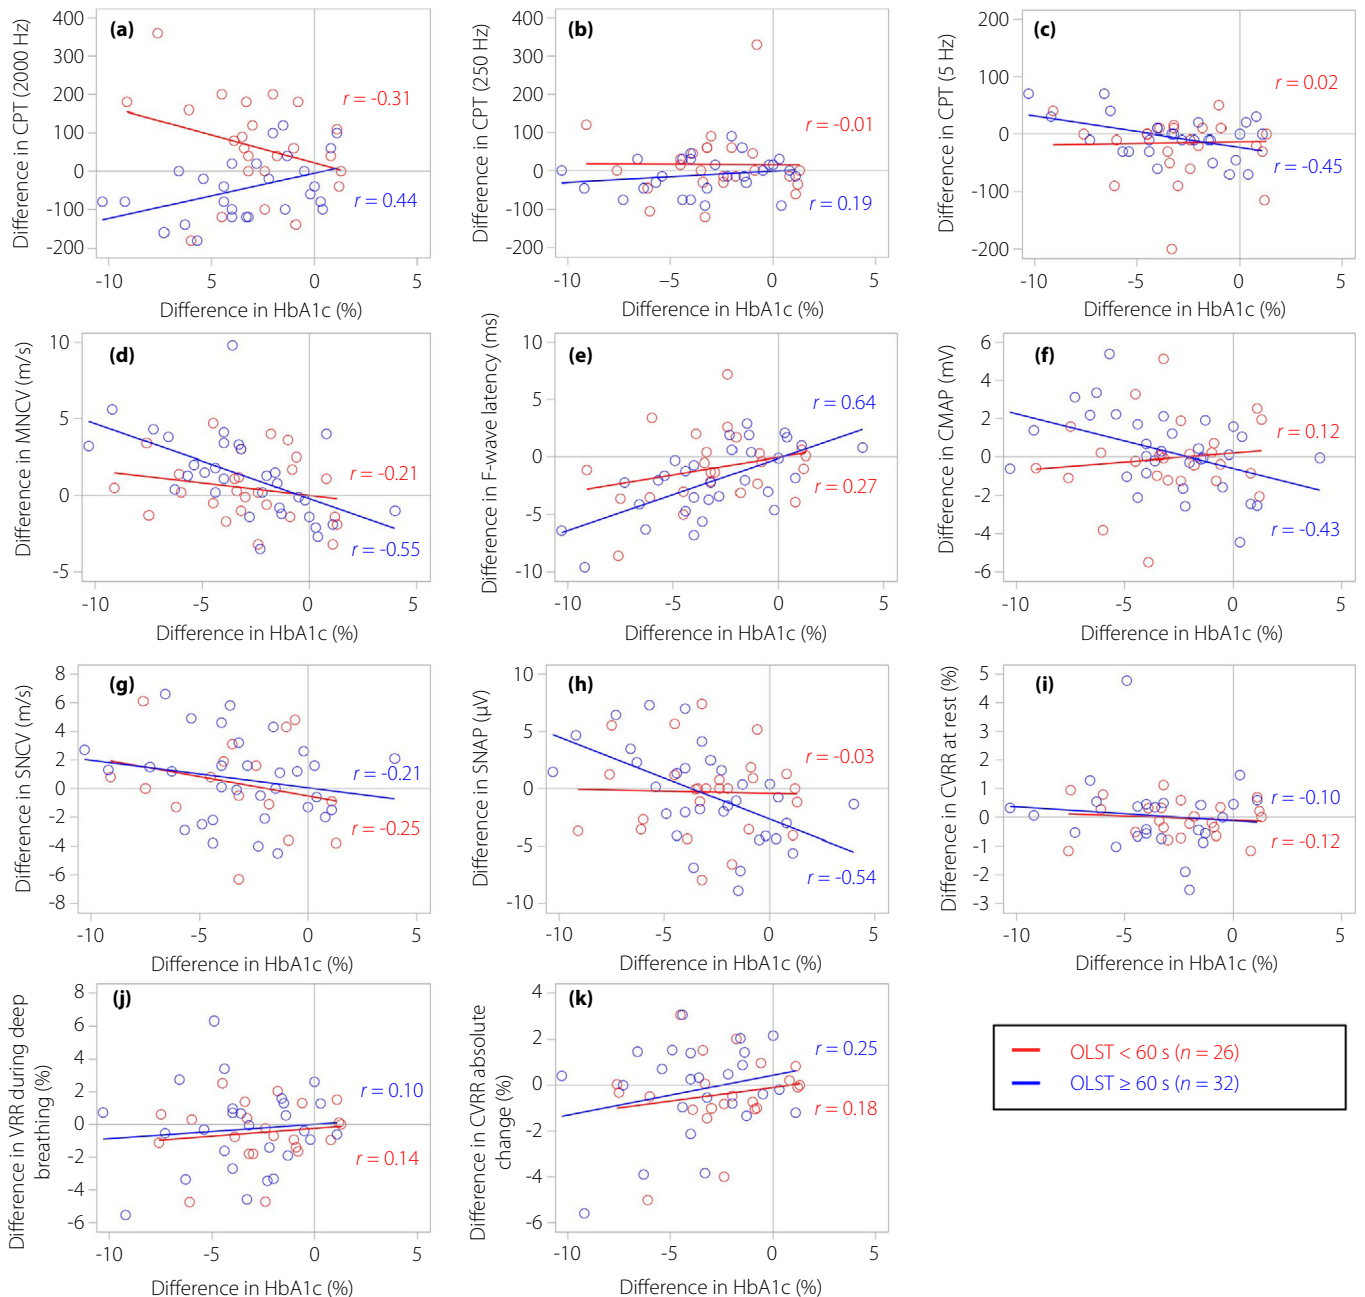 (a)
Difference in CPT (2000 Hz)
400
300
200
100
0
-100
-200
r = -0.31
r = 0.44
-10
5
0
5
Difference in HbA1c (%)
(b)
Difference in CPT (250 Hz)
400
300
200
100
0
-100
-200
r = -0.01
r = 0.19
-10
-5
0
5
Difference in HbA1c (%)
(c)
Difference in CPT (5 Hz)
200
100
0
-100
-200
r = 0.02
r = -0.45
-10
-5
0
5
Difference in HbA1c (%)
(d)
Difference in MNCV (m/s)
10
5
0
-5
r = -0.21
r = -0.55
-10
-5
0
5
Difference in HbA1c (%)
(e)
Difference in F-wave latency (ms)
10
5
0
-5
-10
r = 0.64
r = 0.27
-10
-5
0
5
Difference in HbA1c (%)
(f)
Difference in CMAP (mV)
6
4
2
0
-2
-4
-6
r = 0.12
r = -0.43
-10
-5
0
5
Difference in HbA1c (%)
(g)
Difference in SNCV (m/s)
8
6
4
2
0
-2
-4
-6
-8
r = -0.21
r = -0.25
-10
-5
0
5
Difference in HbA1c (%)
(h)
Difference in SNAP (µV)
10
5
0
-5
-10
r = -0.03
r = -0.54
-10
-5
0
5
Difference in HbA1c (%)
(i)
Difference in CVRR at rest (%)
5
4
3
2
1
0
-1
-2
-3
r = -0.10
r = -0.12
-10
-5
0
5
Difference in HbA1c (%)
(j)
Difference in VRR during deep
breathing (%)
8
6
4
2
0
-2
-4
-6
r = 0.10
r = 0.14
-10
-5
0
5
Difference in HbA1c (%)
(k)
Difference in CVRR absolute
change (%)
4
2
0
-2
-4
-6
r = 0.25
r = 0.18
-10
-5
0
5
Difference in HbA1c (%)
OLST < 60 s (n = 26)
OLST ≥ 60 s (n = 32)